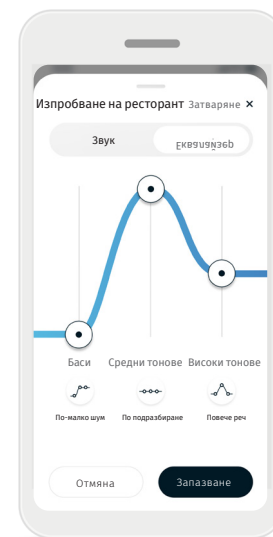 Изпробване на ресторант Затваряне ×
Звук Еквалайзер
Баси Средни тонове Високи тонове
По-малко шум По подразбиране Повече реч
Отмяна Запазване